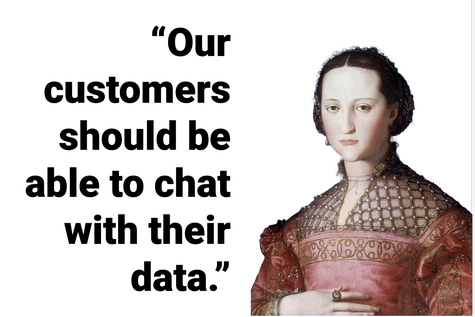 “Our
customers
should be
able to chat
with their
data.”